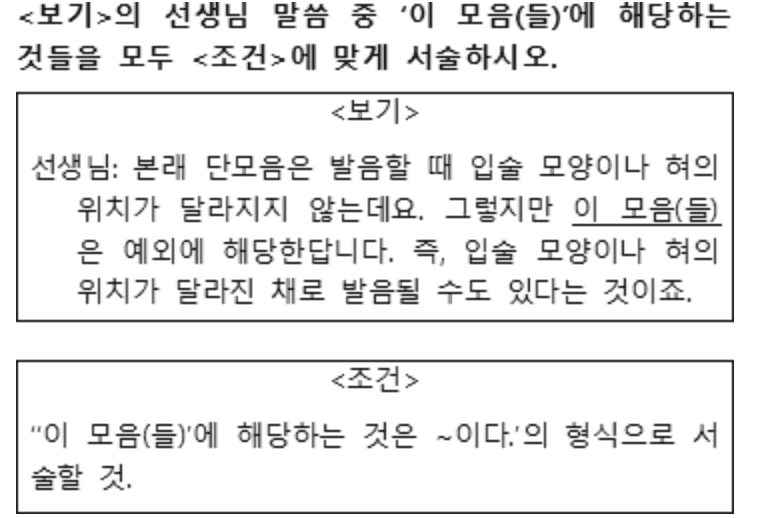 <보기>의 선생님 말씀 중 ‘이 모음(들)’에 해당하는
것들을 모두 <조건>에 맞게 서술하시오.
<보기>
선생님: 본래 단모음은 발음할 때 입술 모양이나 혀의
위치가 달라지지 않는데요. 그렇지만 이 모음(들)
은 예외에 해당한답니다. 즉, 입술 모양이나 혀의
위치가 달라진 채로 발음될 수도 있다는 것이죠.
<조건>
“이 모음(들)’에 해당하는 것은 ~이다.’의 형식으로 서
술할 것.